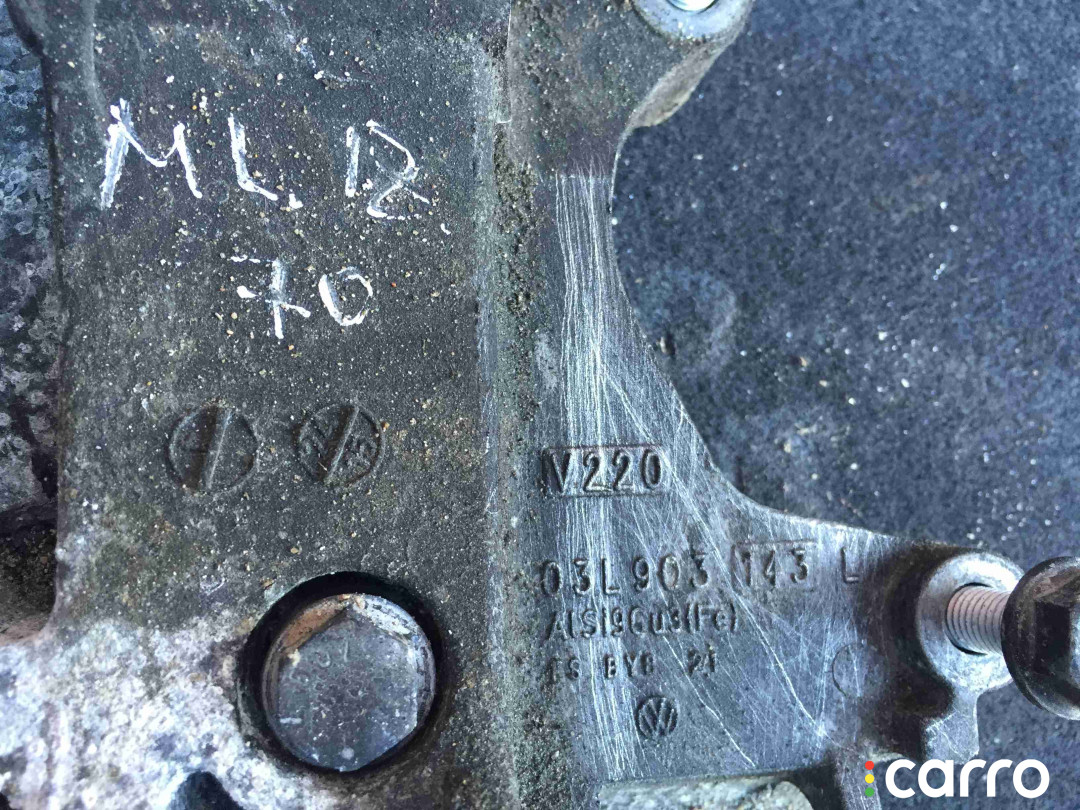 ML 12
70
V220
03L 903 143 L
AlSi9Cu3(Fe)
carro